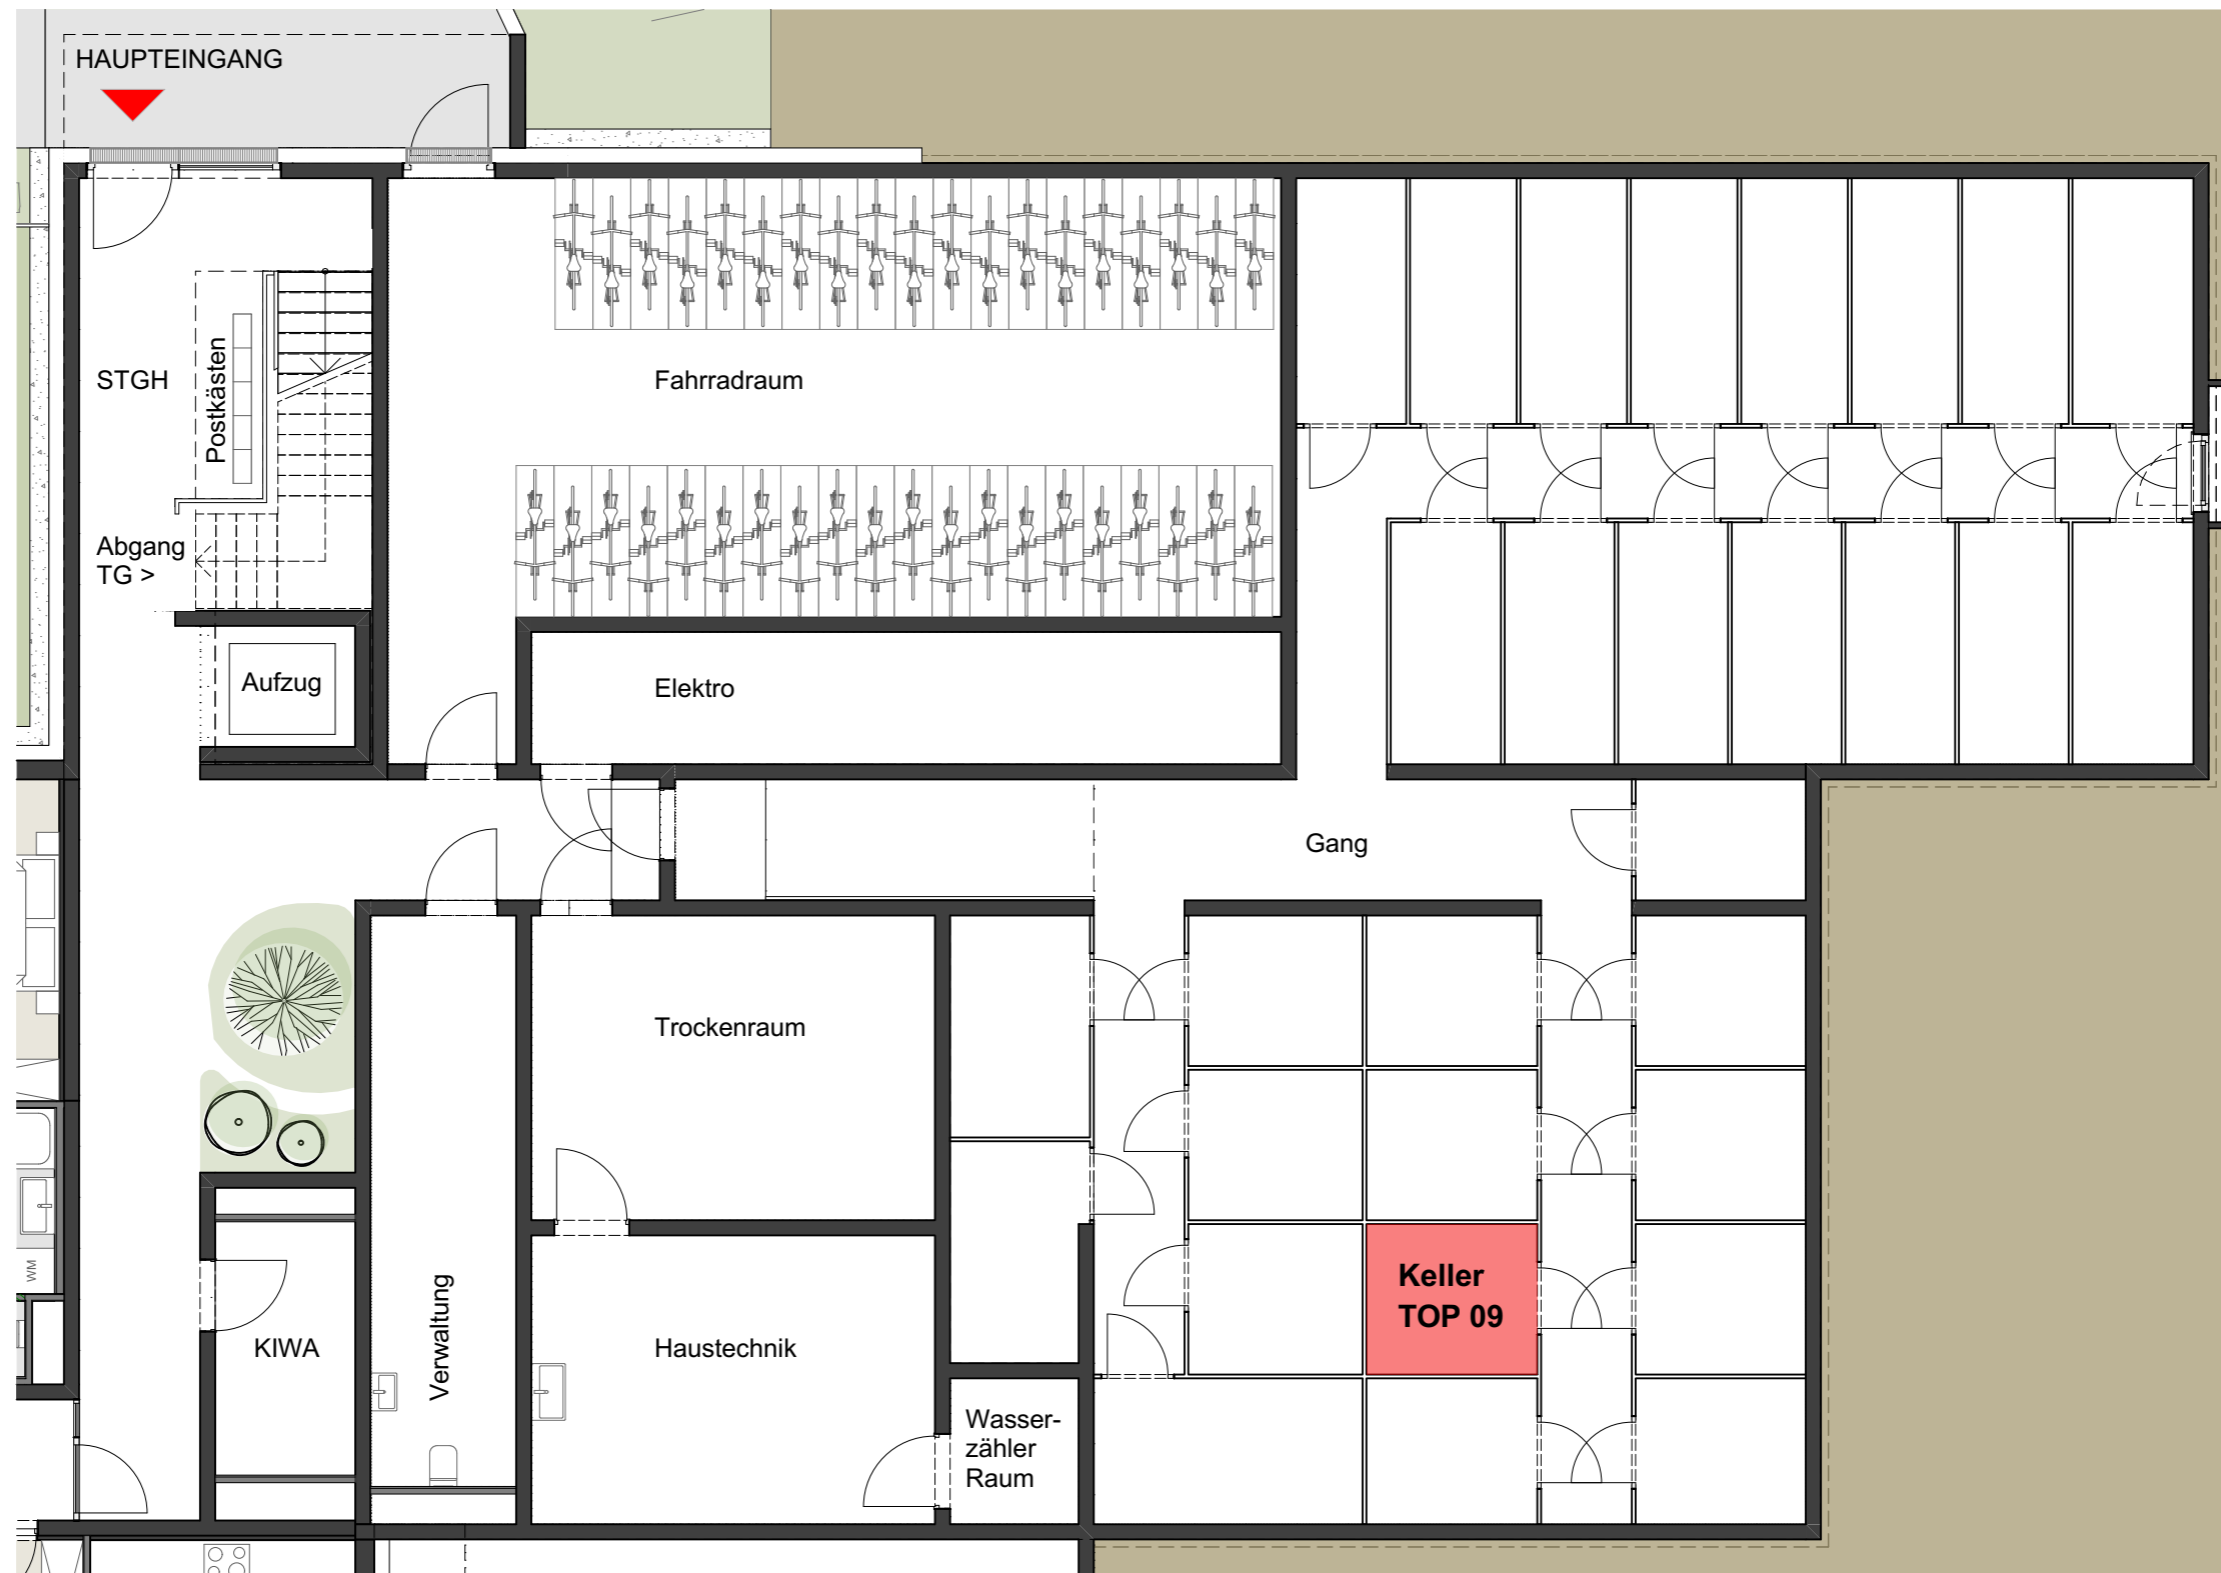 HAUPTEINGANG
STGH
Postkästen
Fahrradraum
Abgang
TG >
Aufzug
Elektro
Gang
Trockenraum
Keller
TOP 09
WM
KIWA
Verwaltung
Haustechnik
Wasser-
zähler
Raum